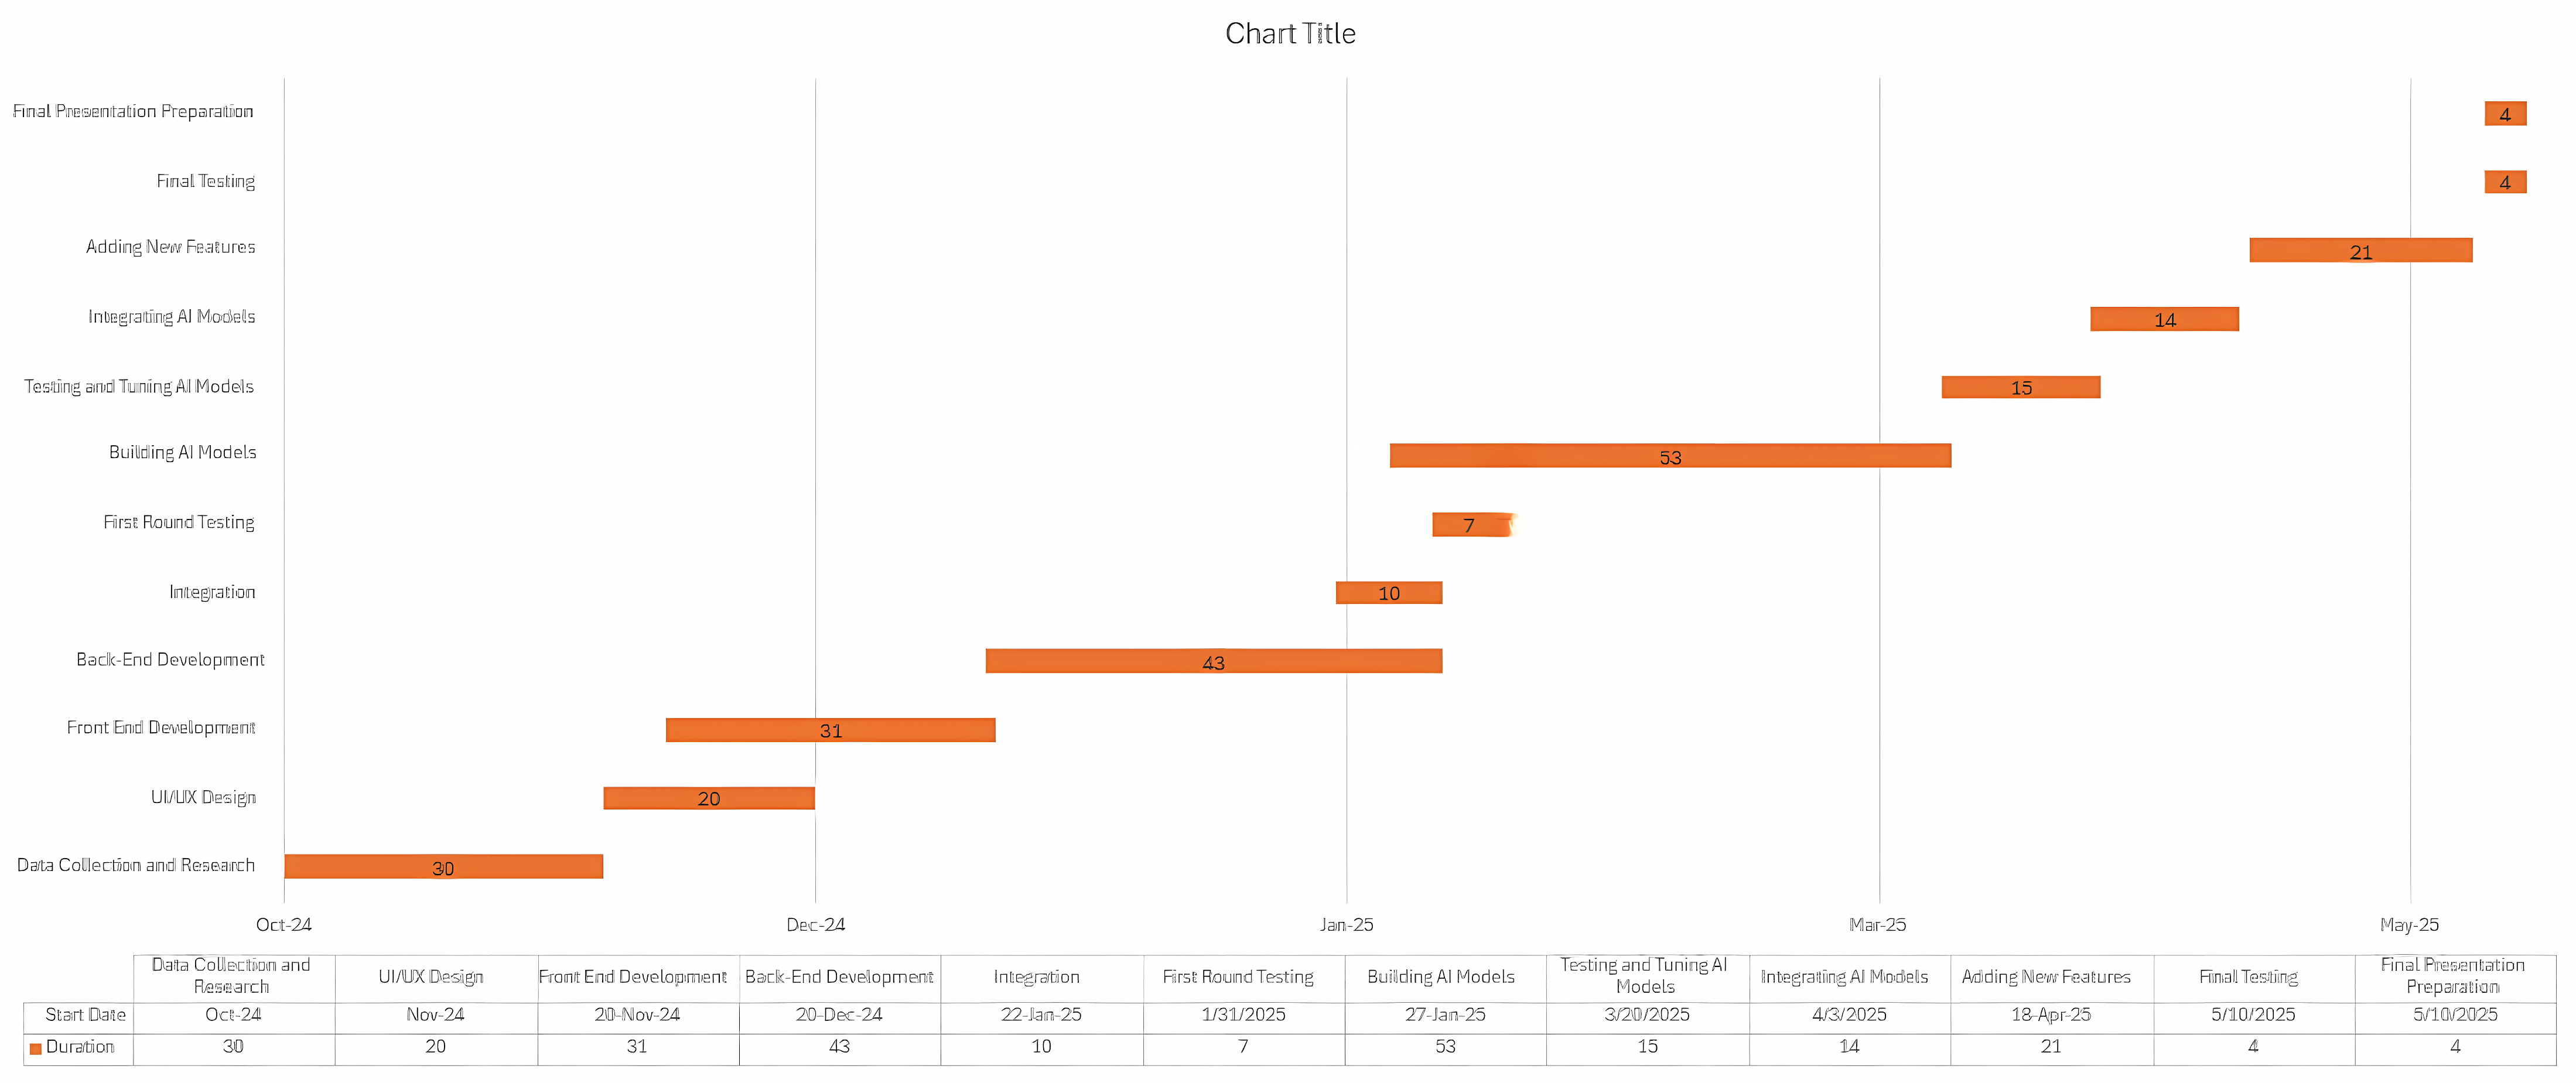 Chart Title
Final Presentation Preparation
4
Final Testing
4
Adding New Features
21
Integrating AI Models
14
Testing and Tuning AI Models
15
Building AI Models
53
First Round Testing
7
Integration
10
Back-End Development
43
Front End Development
31
UI/UX Design
20
Data Collection and Research
30
Oct-24 Dec-24 Jan-25 Mar-25 May-25
Data Collection and Research UI/UX Design Front End Development Back-End Development Integration First Round Testing Building AI Models Testing and Tuning AI Models Integrating AI Models Adding New Features Final Testing Final Presentation Preparation
Start Date Oct-24 Nov-24 20-Nov-24 20-Dec-24 22-Jan-25 1/31/2025 27-Jan-25 3/20/2025 4/3/2025 18-Apr-25 5/10/2025 5/10/2025
Duration 30 20 31 43 10 7 53 15 14 21 4 4